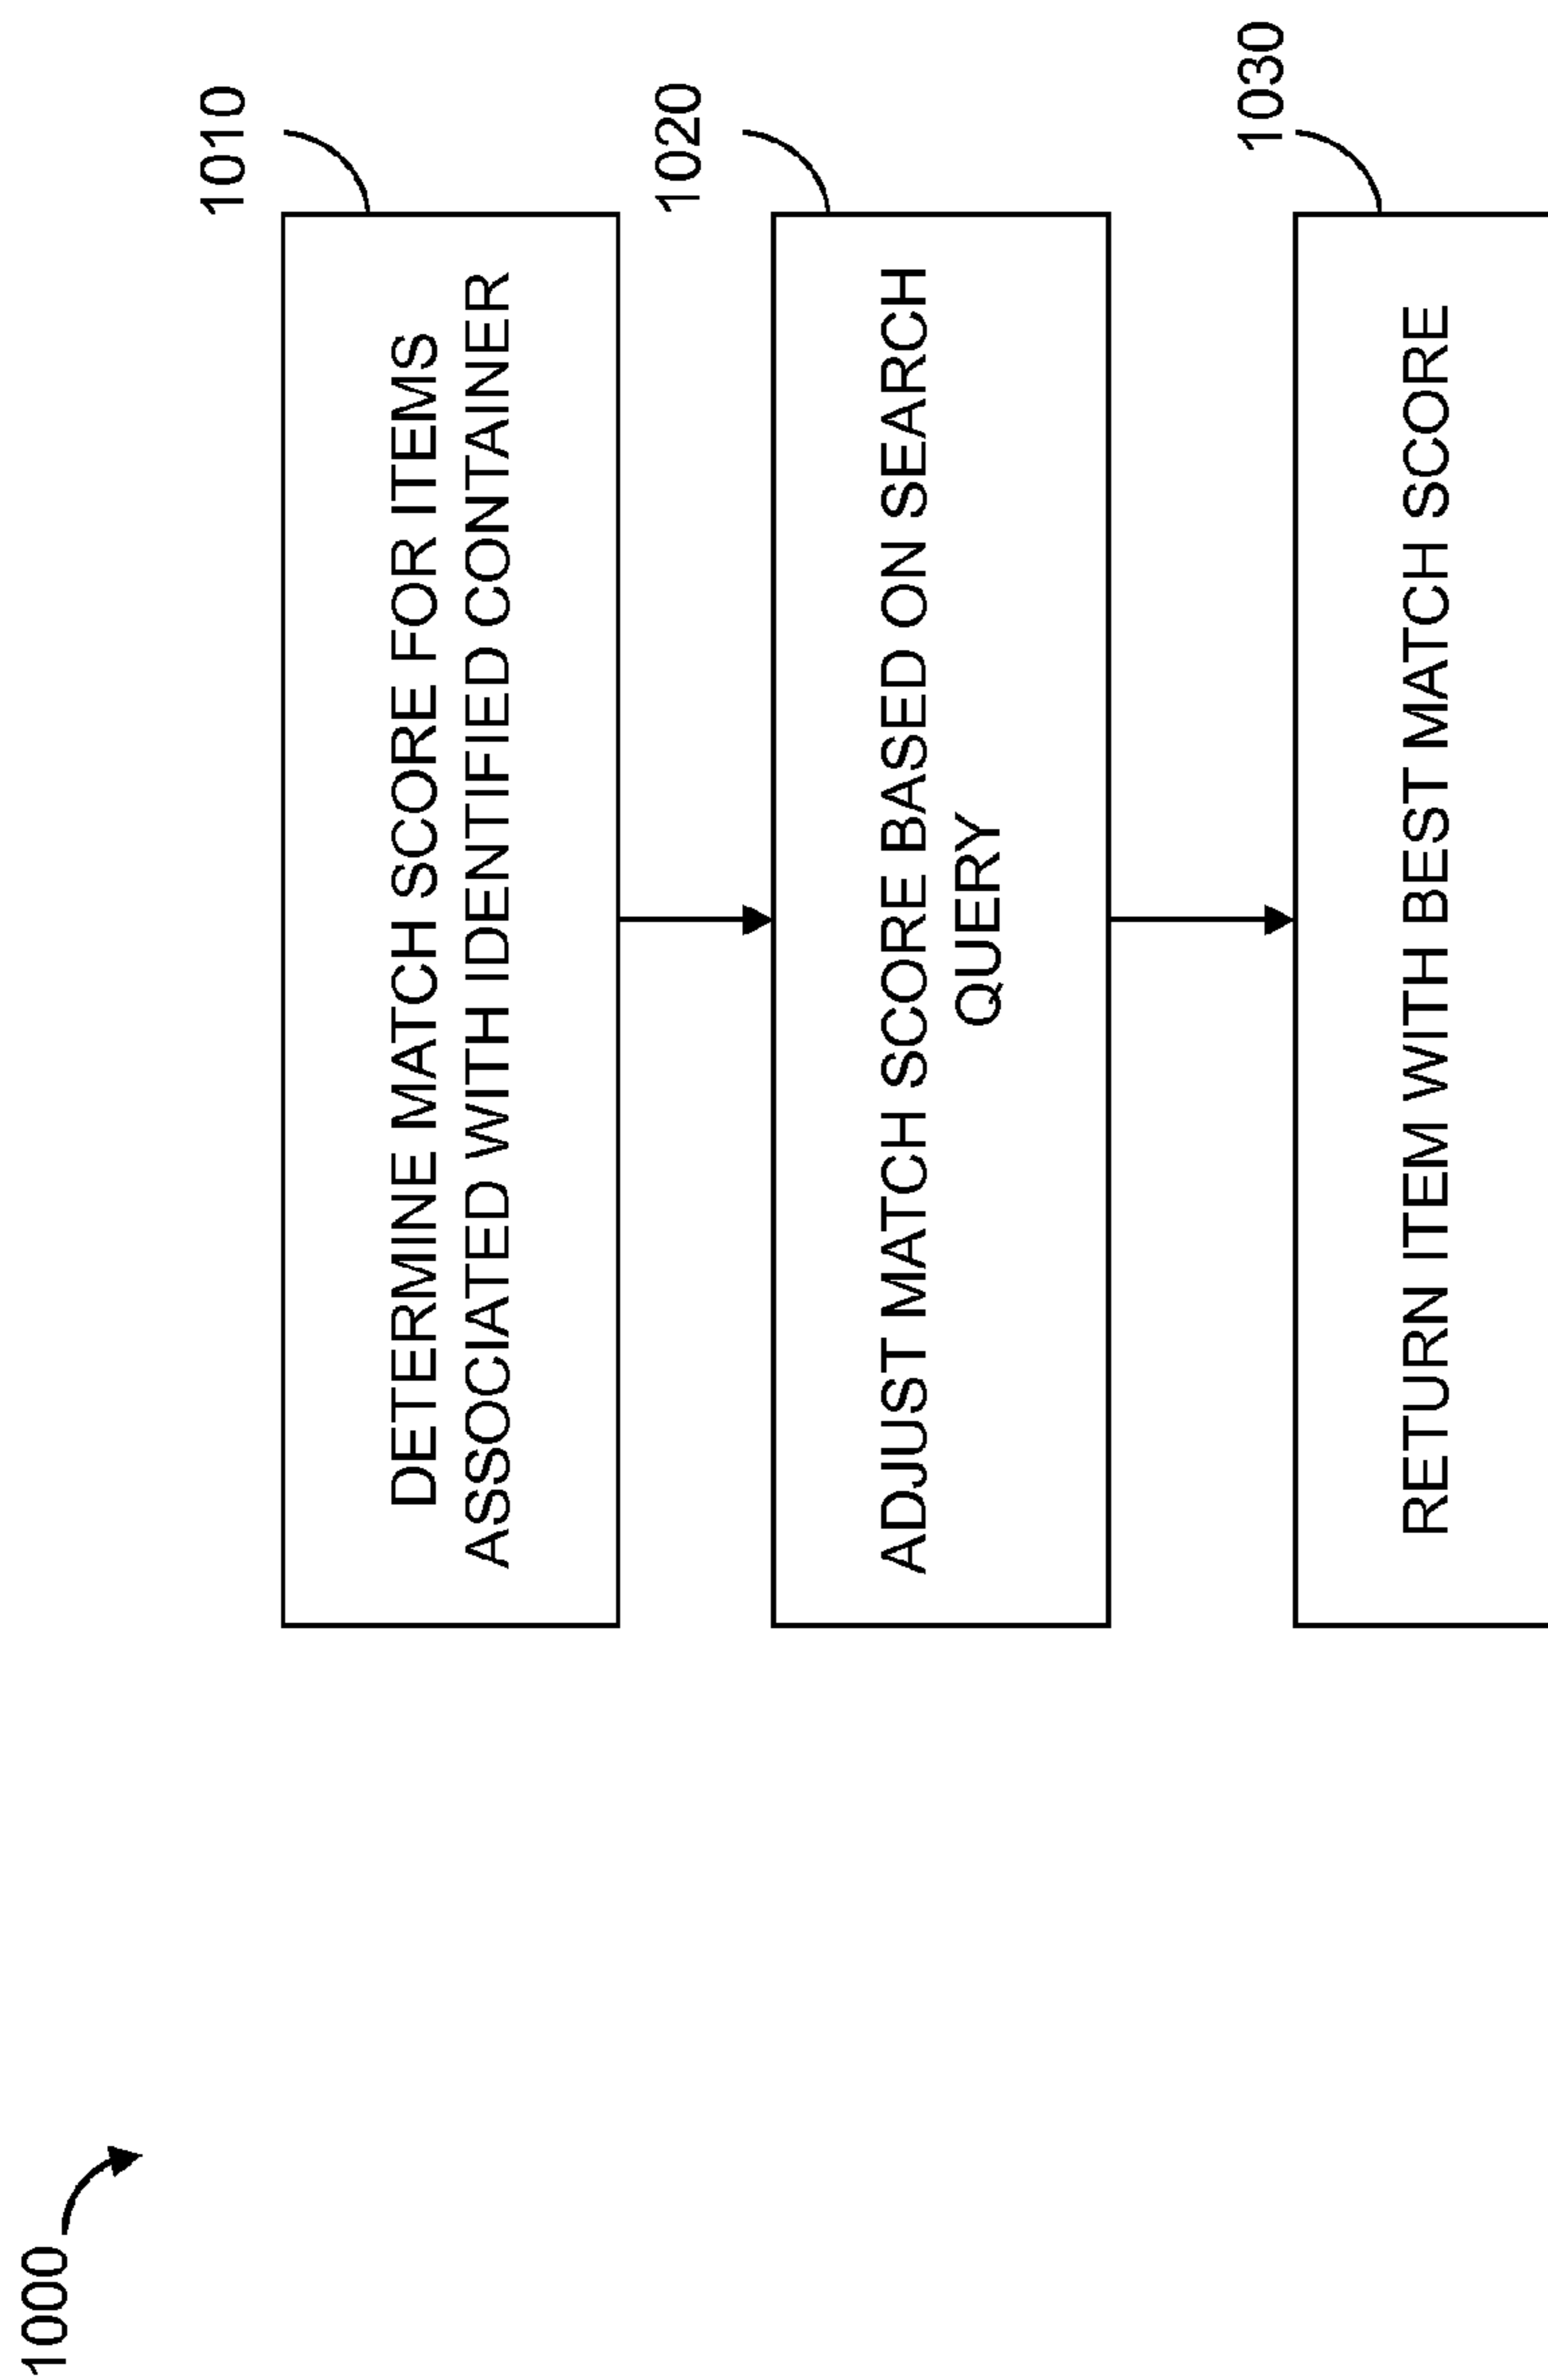 1000
1010
DETERMINE MATCH SCORE FOR ITEMS
ASSOCIATED WITH IDENTIFIED CONTAINER
1020
ADJUST MATCH SCORE BASED ON SEARCH
QUERY
1030
RETURN ITEM WITH BEST MATCH SCORE